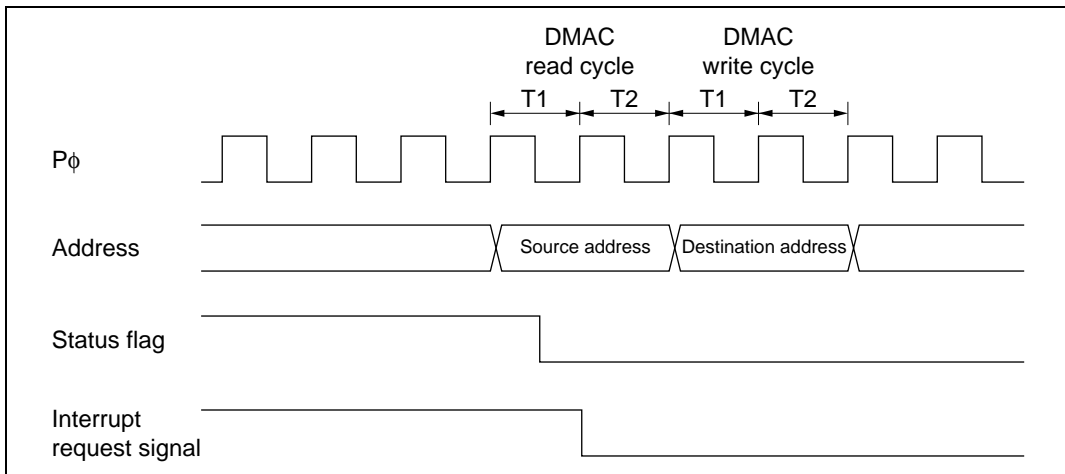 DMAC
read cycle
DMAC
write cycle
T1 T2 T1 T2
Pϕ
Address
Source address
Destination address
Status flag
Interrupt
request signal